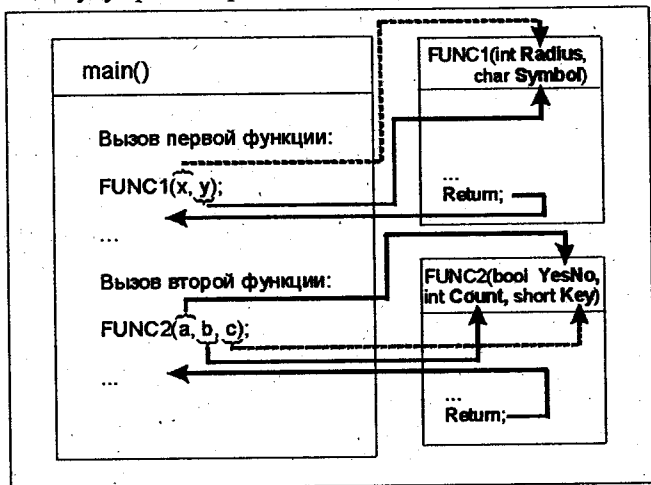 main()
Вызов первой функции:
FUNC1(x, y);
...
Вызов второй функции:
FUNC2(a, b, c);
...
FUNC1(int Radius,
char Symbol)
...
Return;
FUNC2(bool YesNo,
int Count, short Key)
...
Return;